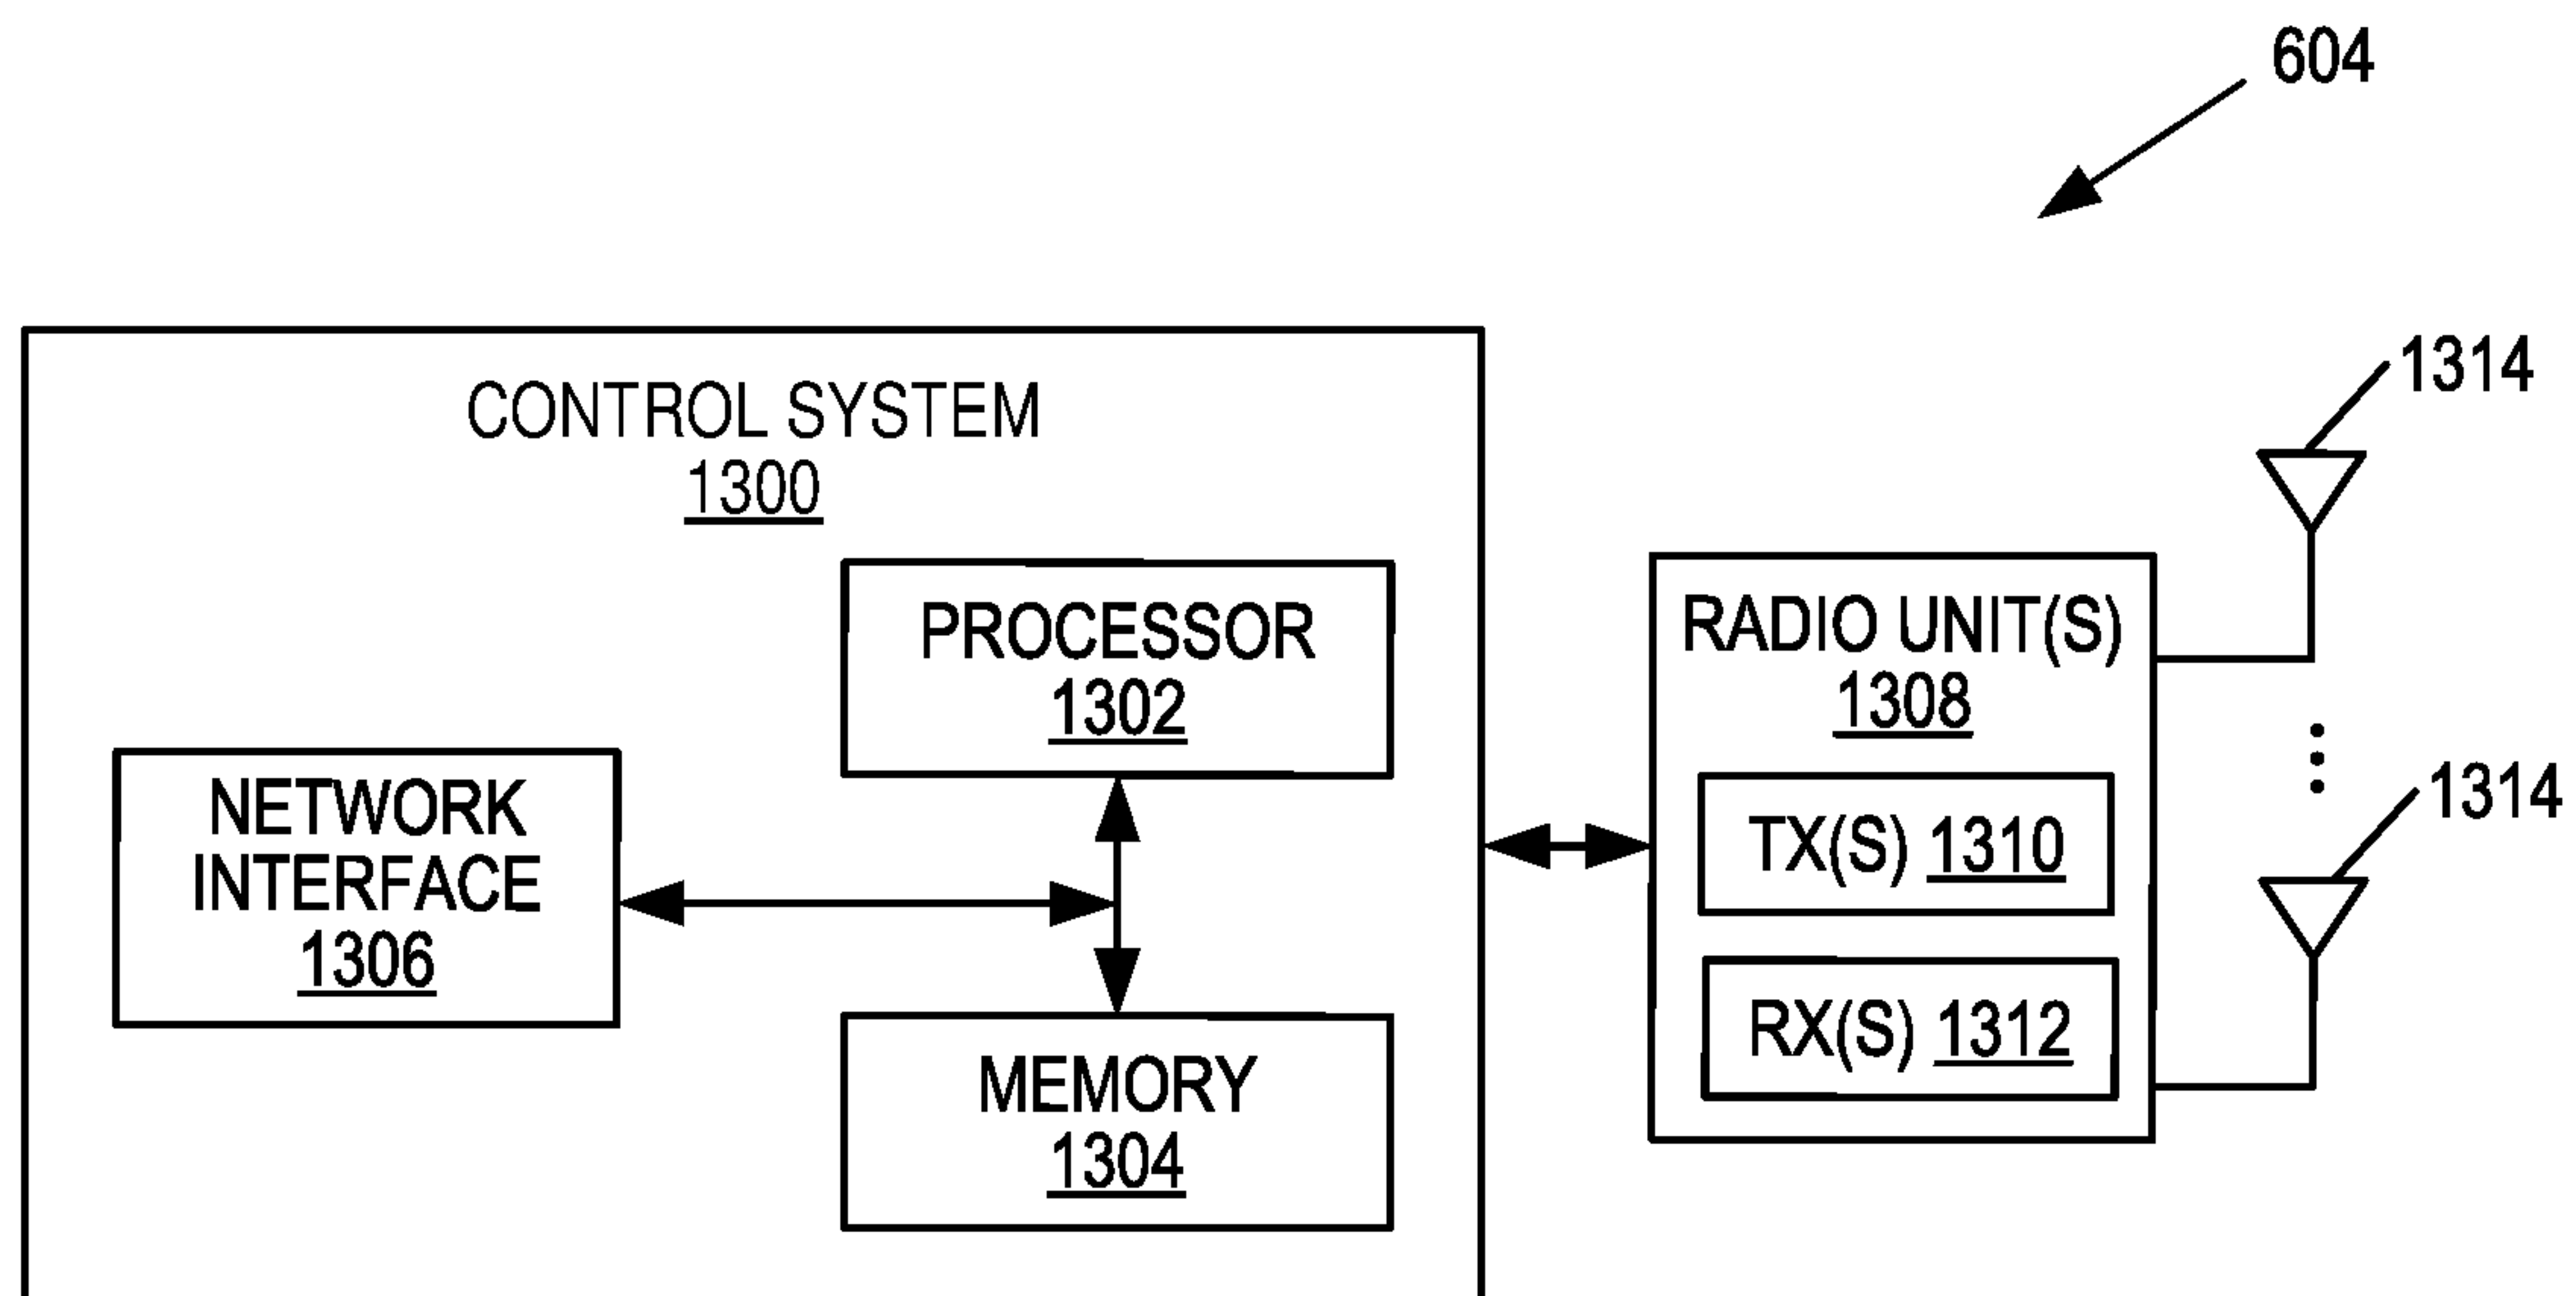 604
CONTROL SYSTEM
1300
PROCESSOR
1302
NETWORK
INTERFACE
1306
MEMORY
1304
RADIO UNIT(S)
1308
TX(S) 1310
RX(S) 1312
1314
1314